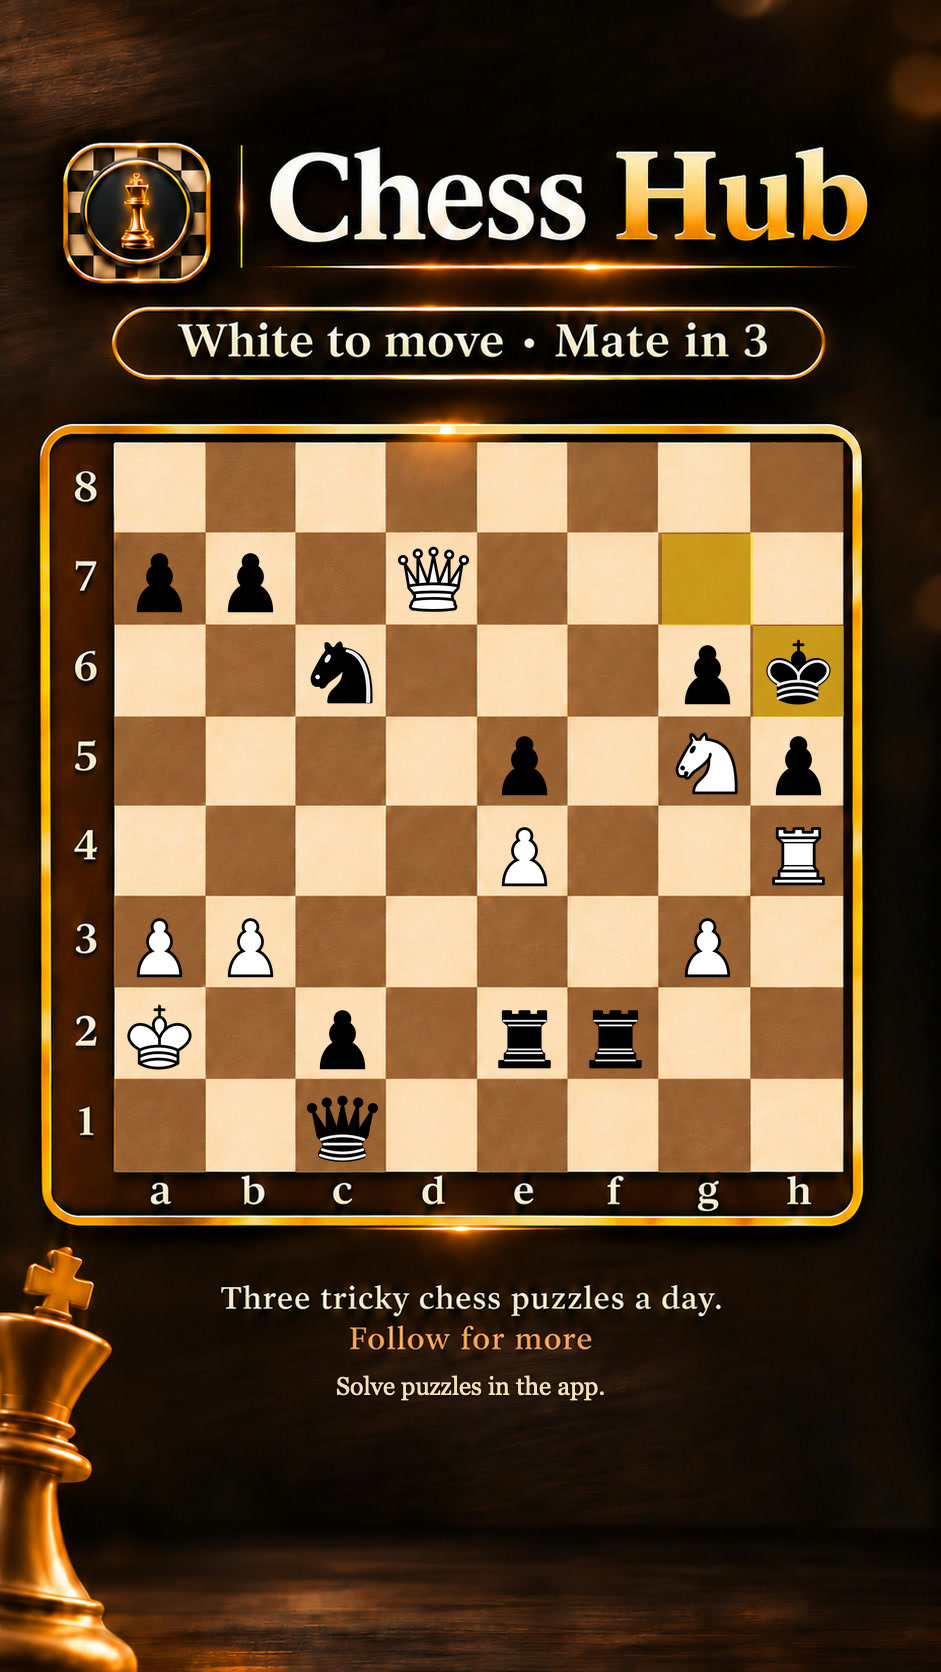 Chess Hub
White to move • Mate in 3
8
7
6
5
4
3
2
1
a b c d e f g h
Three tricky chess puzzles a day.
Follow for more
Solve puzzles in the app.